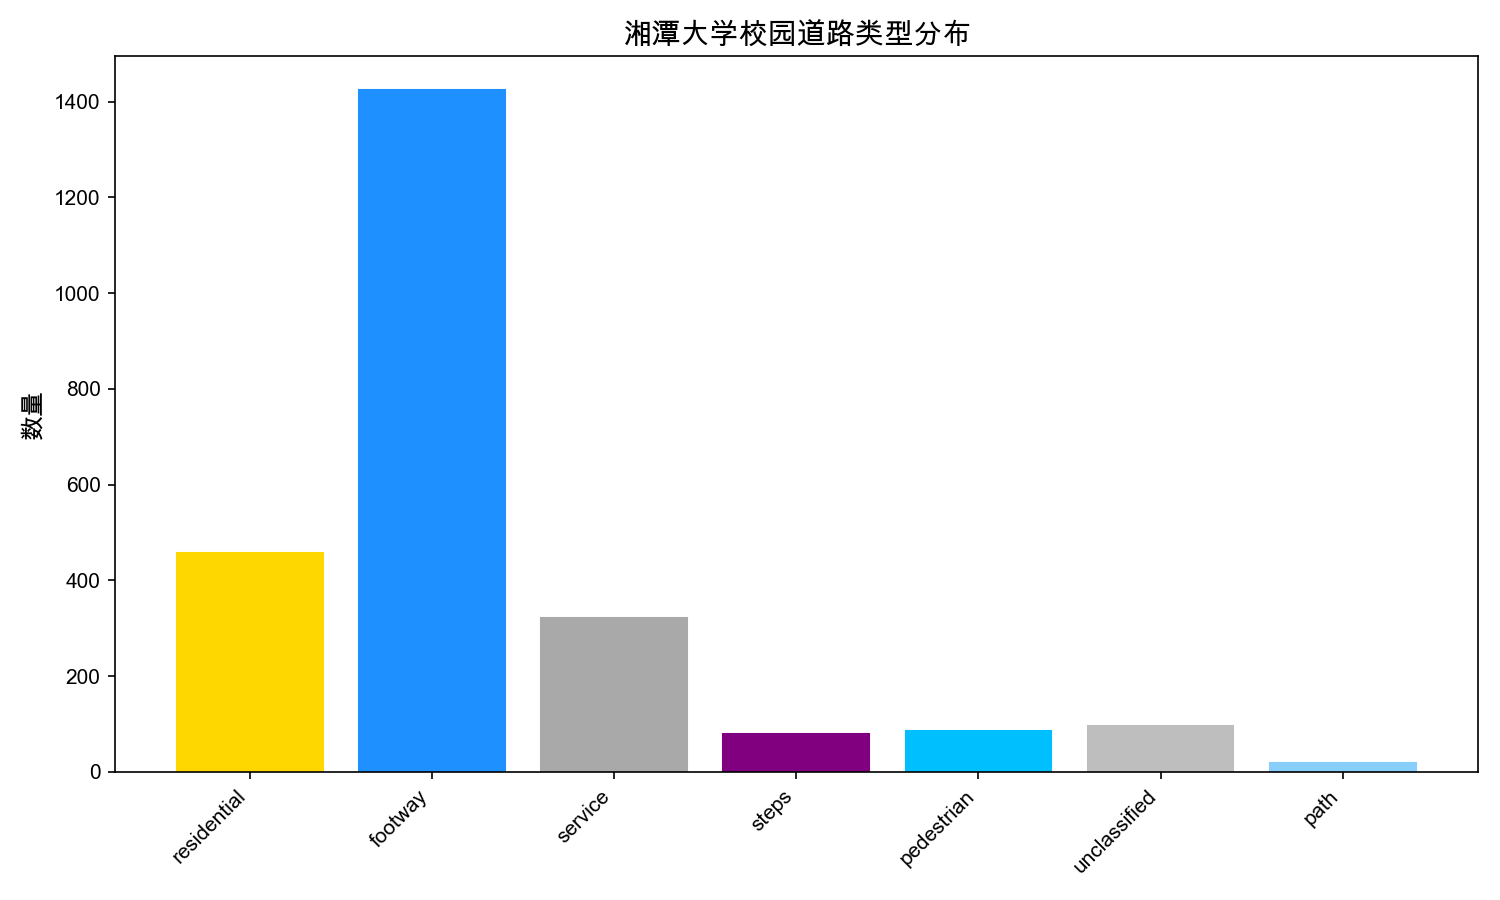 湘潭大学校园道路类型分布
数量
1400
1200
1000
800
600
400
200
0
residential
footway
service
steps
pedestrian
unclassified
path